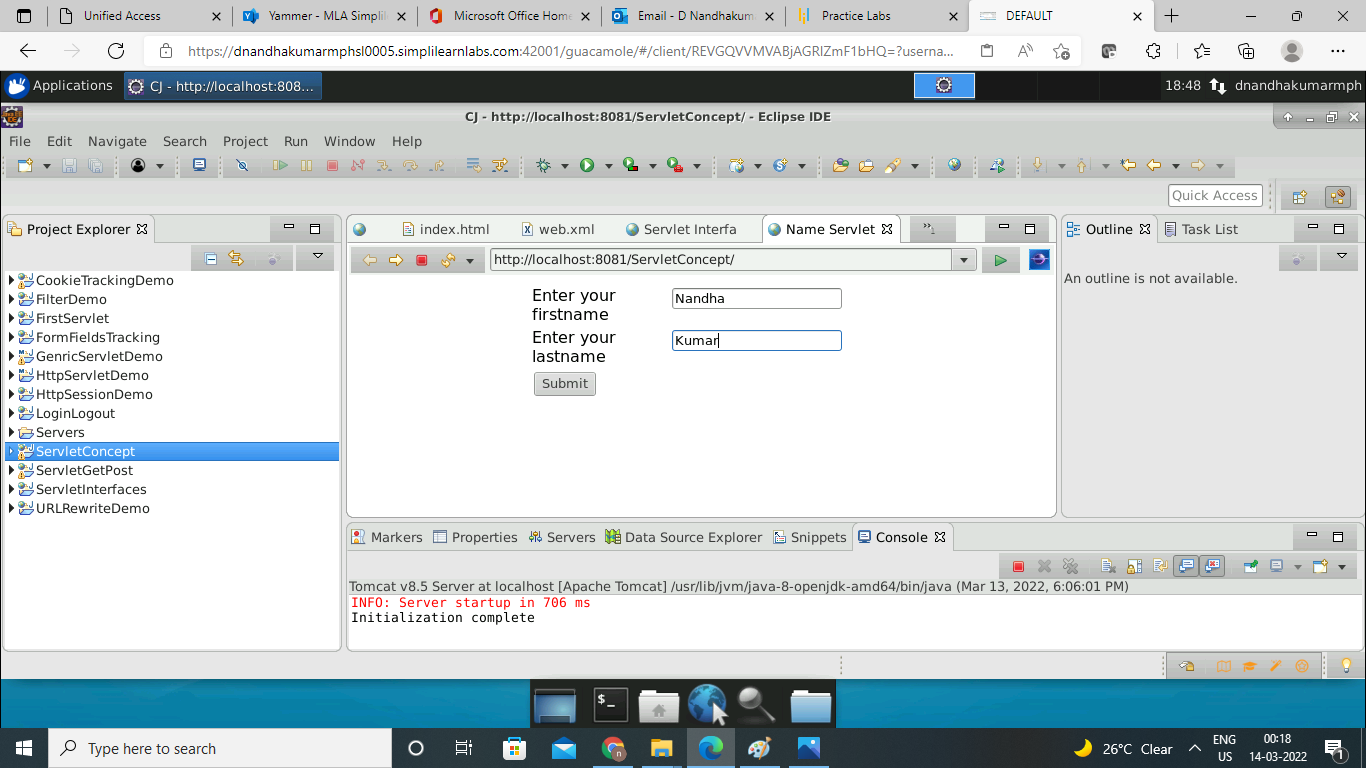 Unified Access
Yammer - MLA Simpli
Microsoft Office Home
Email - D Nandhakum
Practice Labs
DEFAULT
https://dnandhakumarmphsl0005.simplilearnlabs.com:42001/guacamole/#/client/REVGQVVMVABjAGRlZmF1bHQ=?userna...
Applications
CJ - http://localhost:808...
18:48
dnandhakumarmph
CJ - http://localhost:8081/ServletConcept/ - Eclipse IDE
File Edit Navigate Search Project Run Window Help
Quick Access
Project Explorer
index.html
web.xml
Servlet Interfa
Name Servlet
Outline
Task List
http://localhost:8081/ServletConcept/
An outline is not available.
CookieTrackingDemo
FilterDemo
FirstServlet
FormFieldsTracking
GenricServletDemo
HttpServletDemo
HttpSessionDemo
LoginLogout
Servers
ServletConcept
ServletGetPost
ServletInterfaces
URLRewriteDemo
Enter your
firstname
Nandha
Enter your
lastname
Kumar
Submit
Markers
Properties
Servers
Data Source Explorer
Snippets
Console
Tomcat v8.5 Server at localhost [Apache Tomcat] /usr/lib/jvm/java-8-openjdk-amd64/bin/java (Mar 13, 2022, 6:06:01 PM)
INFO: Server startup in 706 ms
Initialization complete
Type here to search
26°C Clear
ENG
US
00:18
14-03-2022
1